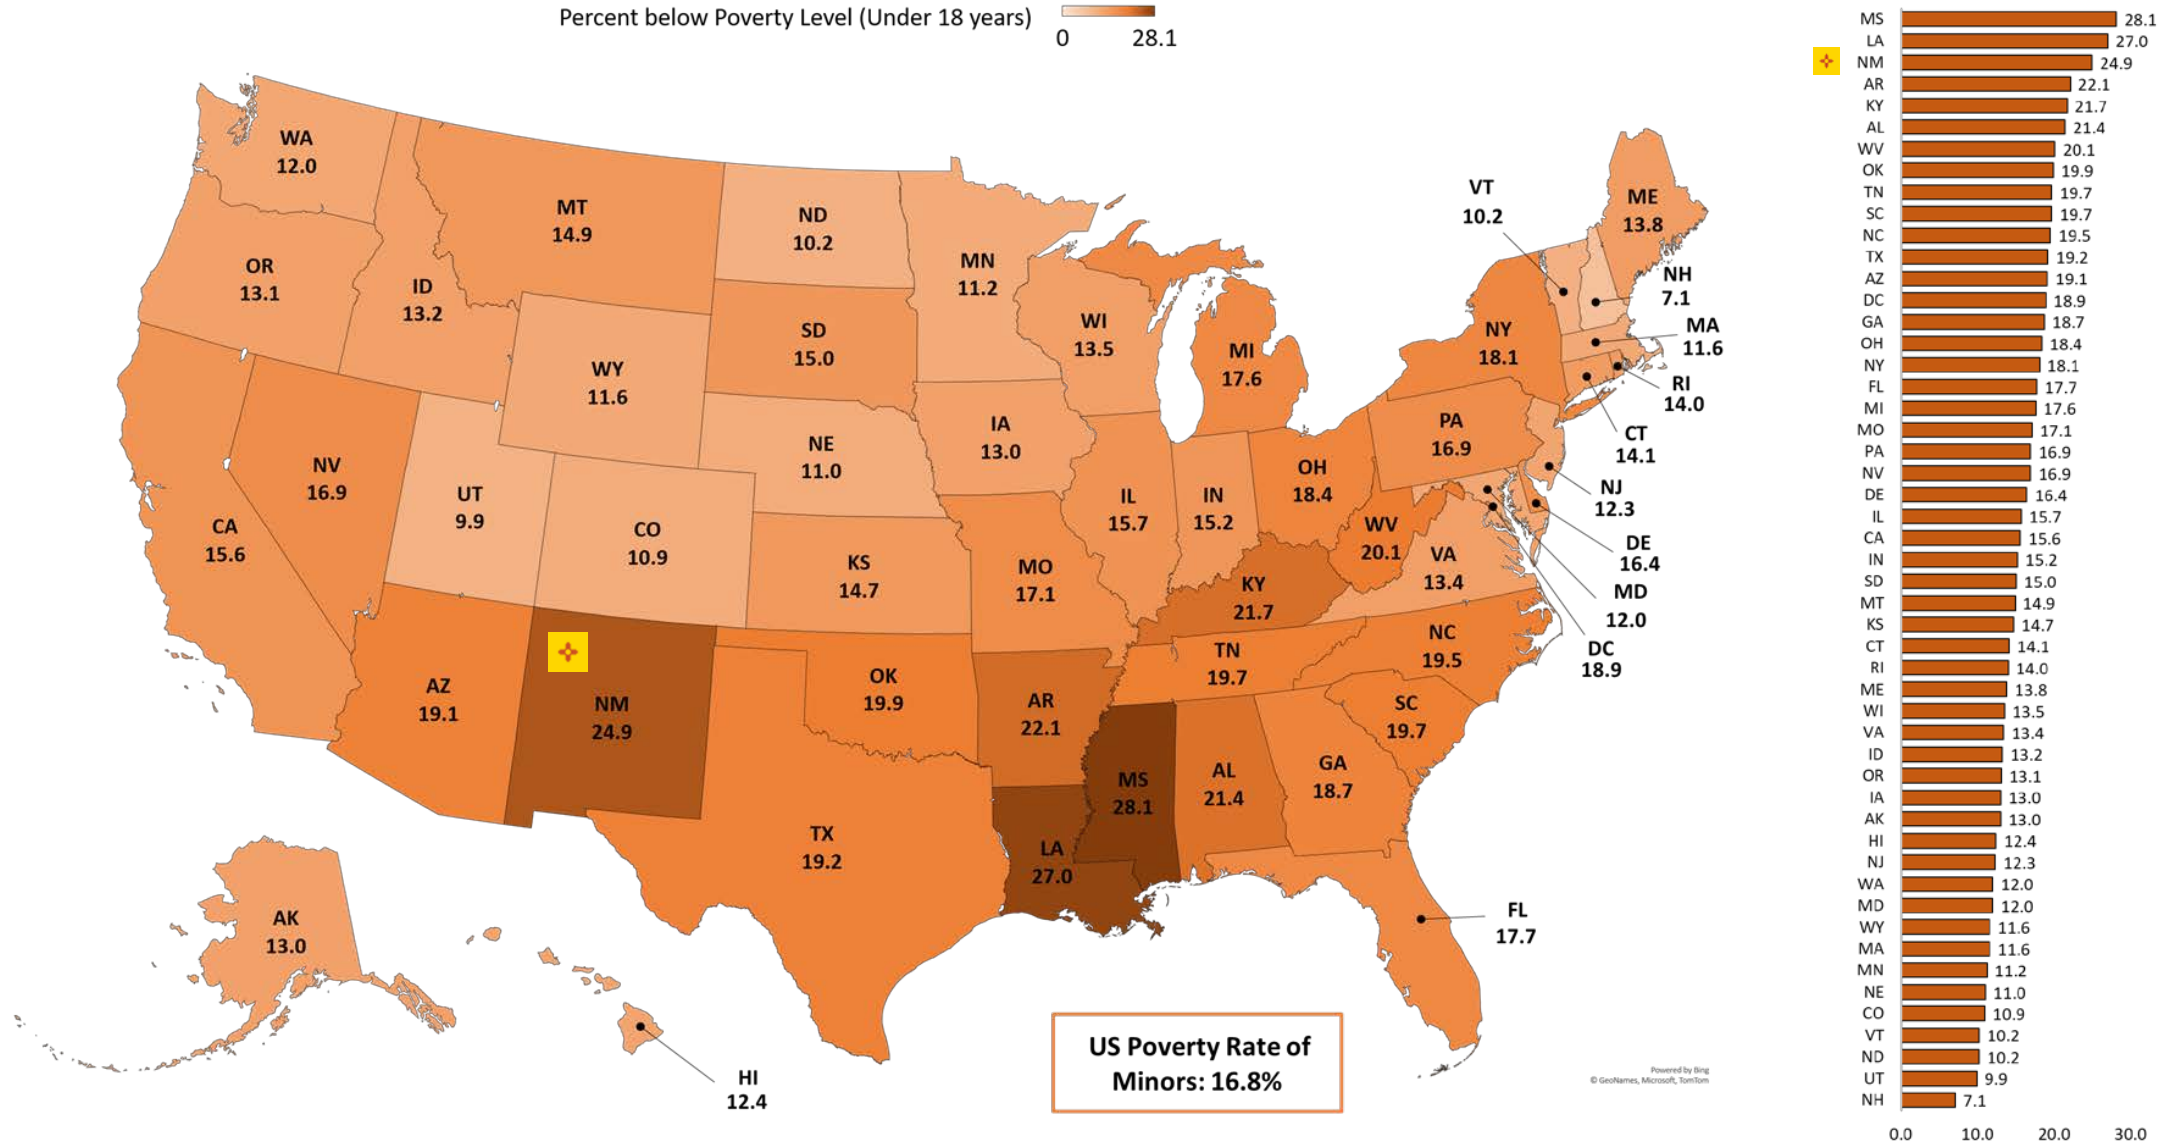 Percent below Poverty Level (Under 18 years)
0 28.1
WA
12.0
MT
14.9
ND
10.2
MN
11.2
VT
10.2
ME
13.8
OR
13.1
ID
13.2
SD
15.0
WI
13.5
MI
17.6
NY
18.1
NH
7.1
MA
11.6
RI
14.0
WY
11.6
IA
13.0
PA
16.9
CT
14.1
NE
11.0
NV
16.9
UT
9.9
CO
10.9
IL
15.7
IN
15.2
OH
18.4
NJ
12.3
CA
15.6
KS
14.7
MO
17.1
WV
20.1
VA
13.4
DE
16.4
KY
21.7
MD
12.0
DC
18.9
AZ
19.1
NM
24.9
OK
19.9
AR
22.1
TN
19.7
NC
19.5
SC
19.7
MS
28.1
AL
21.4
GA
18.7
TX
19.2
LA
27.0
FL
17.7
AK
13.0
HI
12.4
US Poverty Rate of
Minors: 16.8%
Powered by Bing
© GeoNames, Microsoft, TomTom
MS 28.1
LA 27.0
NM 24.9
AR 22.1
KY 21.7
AL 21.4
WV 20.1
OK 19.9
TN 19.7
SC 19.7
NC 19.5
TX 19.2
AZ 19.1
DC 18.9
GA 18.7
OH 18.4
NY 18.1
FL 17.7
MI 17.6
MO 17.1
PA 16.9
NV 16.9
DE 16.4
IL 15.7
CA 15.6
IN 15.2
SD 15.0
MT 14.9
KS 14.7
CT 14.1
RI 14.0
ME 13.8
WI 13.5
VA 13.4
ID 13.2
OR 13.1
IA 13.0
AK 13.0
HI 12.4
NJ 12.3
WA 12.0
MD 12.0
WY 11.6
MA 11.6
MN 11.2
NE 11.0
CO 10.9
VT 10.2
ND 10.2
UT 9.9
NH 7.1
0.0 10.0 20.0 30.0